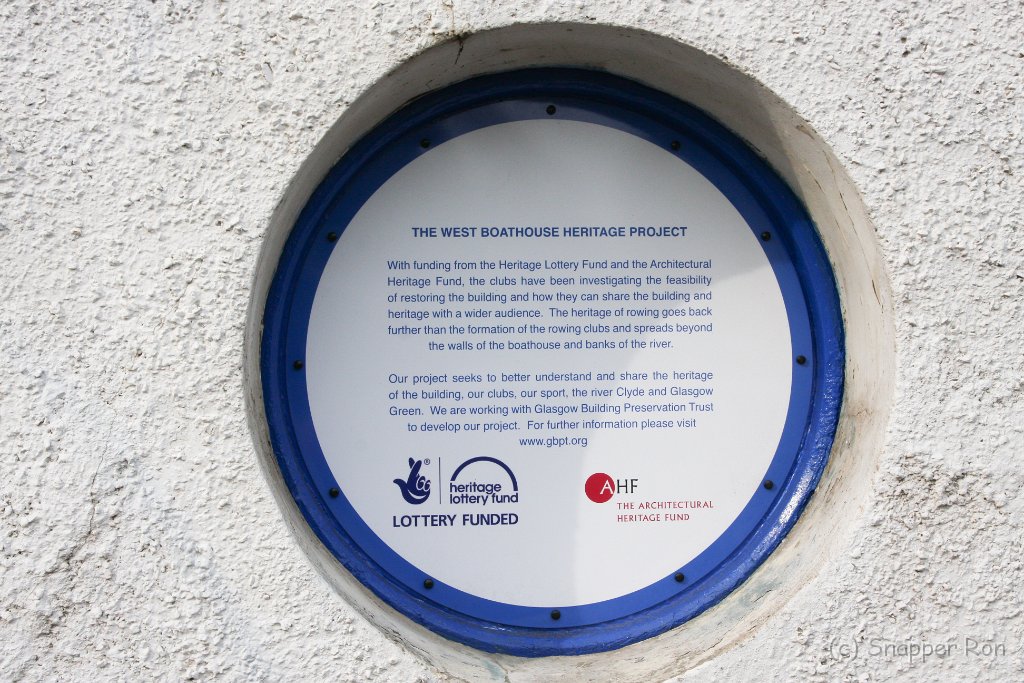 THE WEST BOATHOUSE HERITAGE PROJECT
With funding from the Heritage Lottery Fund and the Architectural
Heritage Fund, the clubs have been investigating the feasibility
of restoring the building and how they can share the building and
heritage with a wider audience. The heritage of rowing goes back
further than the formation of the rowing clubs and spreads beyond
the walls of the boathouse and banks of the river.
Our project seeks to better understand and share the heritage
of the building, our clubs, our sport, the river Clyde and Glasgow
Green. We are working with Glasgow Building Preservation Trust
to develop our project. For further information please visit
www.gbpt.org
®
heritage
lottery fund
LOTTERY FUNDED
AHF
THE ARCHITECTURAL
HERITAGE FUND
(c) Snapper Ron